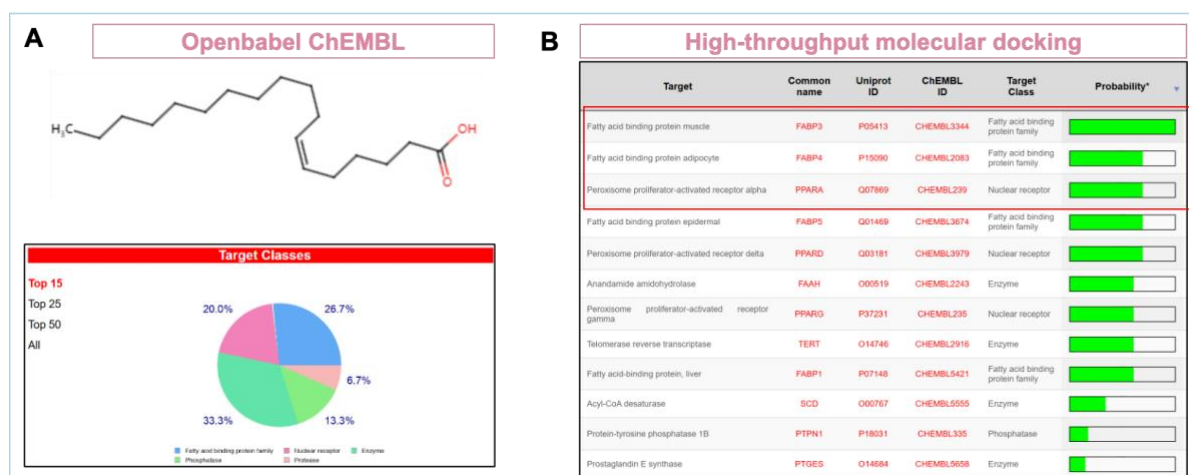 A
Openbabel ChEMBL
H₃C
OH
O
Target Classes
Top 15
Top 25
Top 50
All
20.0%
26.7%
6.7%
33.3%
13.3%
Fatty acid binding protein family
Nuclear receptor
Enzyme
Phosphatase
Protease
B
High-throughput molecular docking
Target Common name Uniprot ID ChEMBL ID Target Class Probability*
Fatty acid binding protein muscle FABP3 P05413 CHEMBL3344 Fatty acid binding protein family
Fatty acid binding protein adipocyte FABP4 P15090 CHEMBL2083 Fatty acid binding protein family
Peroxisome proliferator-activated receptor alpha PPARA Q07869 CHEMBL239 Nuclear receptor
Fatty acid binding protein epidermal FABP5 Q01469 CHEMBL3674 Fatty acid binding protein family
Peroxisome proliferator-activated receptor delta PPARD Q03181 CHEMBL3979 Nuclear receptor
Anandamide amidohydrolase FAAH O00519 CHEMBL2243 Enzyme
Peroxisome proliferator-activated receptor gamma PPARG P37231 CHEMBL235 Nuclear receptor
Telomerase reverse transcriptase TERT O14746 CHEMBL2916 Enzyme
Fatty acid-binding protein, liver FABP1 P07148 CHEMBL5421 Fatty acid binding protein family
Acyl-CoA desaturase SCD O00767 CHEMBL5555 Enzyme
Protein-tyrosine phosphatase 1B PTPN1 P18031 CHEMBL335 Phosphatase
Prostaglandin E synthase PTGES O14684 CHEMBL5658 Enzyme